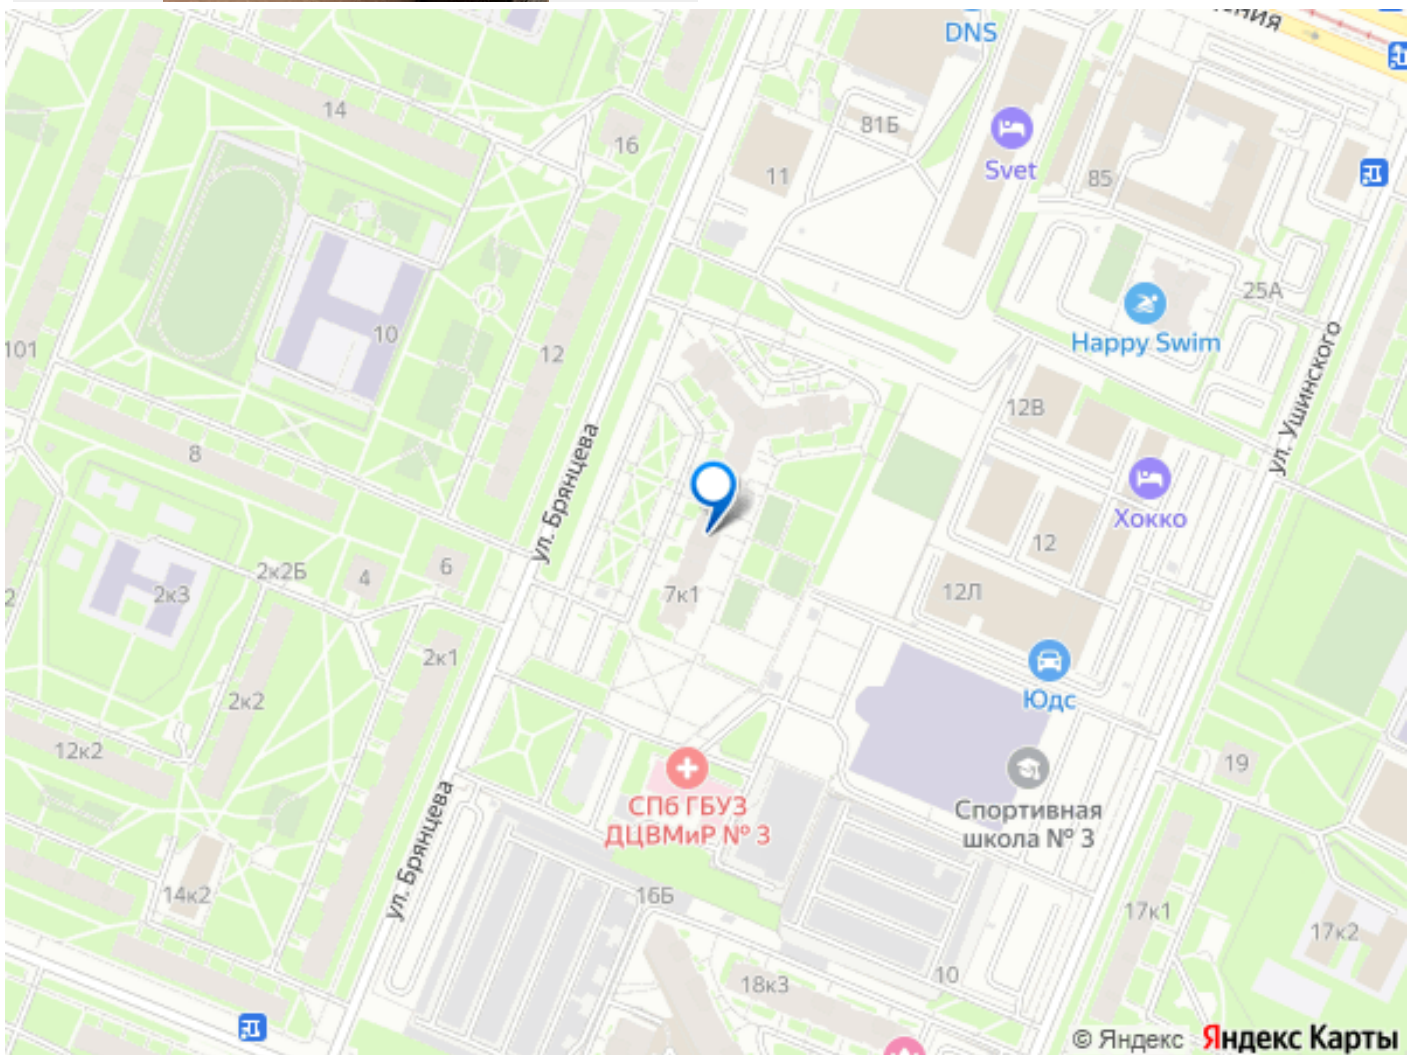 DNS
14
81Б
16
Svet
11
85
25А
10
Happy Swim
101
12
ул. Ушинского
12В
8
ул. Брянцева
Хокко
12
2к2Б
6
4
2к3
7к1
12Л
2к1
Юдс
2к2
12к2
19
СПб ГБУЗ
ДЦВМиР № 3
Спортивная
школа № 3
ул. Брянцева
14к2
16Б
17к1
17к2
10
18к3
© Яндекс Яндекс Карты